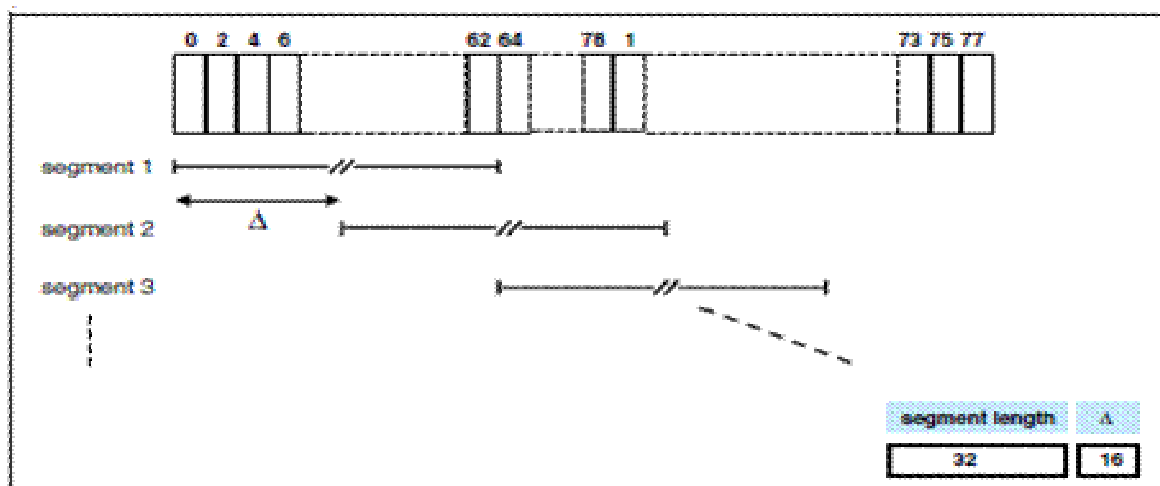 0 2 4 6 62 64 78 1 73 75 77
segment 1
Δ
segment 2
segment 3
segment length Δ
32 16